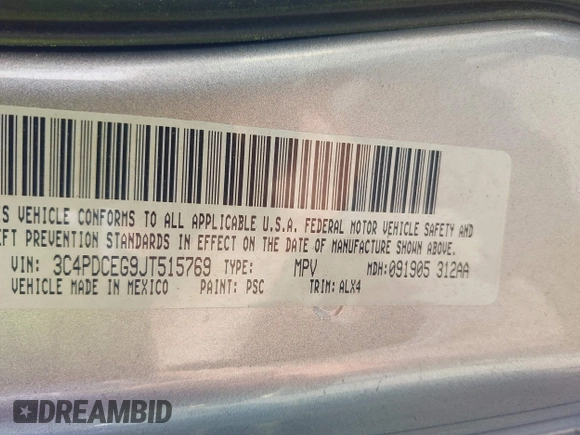 IS VEHICLE CONFORMS TO ALL APPLICABLE U.S.A. FEDERAL MOTOR VEHICLE SAFETY AND
EFT PREVENTION STANDARDS IN EFFECT ON THE DATE OF MANUFACTURE SHOWN ABOVE.
VIN: 3C4PDCEG9JT515769 TYPE: MPV MDH:091905 312AA
VEHICLE MADE IN MEXICO PAINT: PSC TRIM: ALX4
DREAMBID